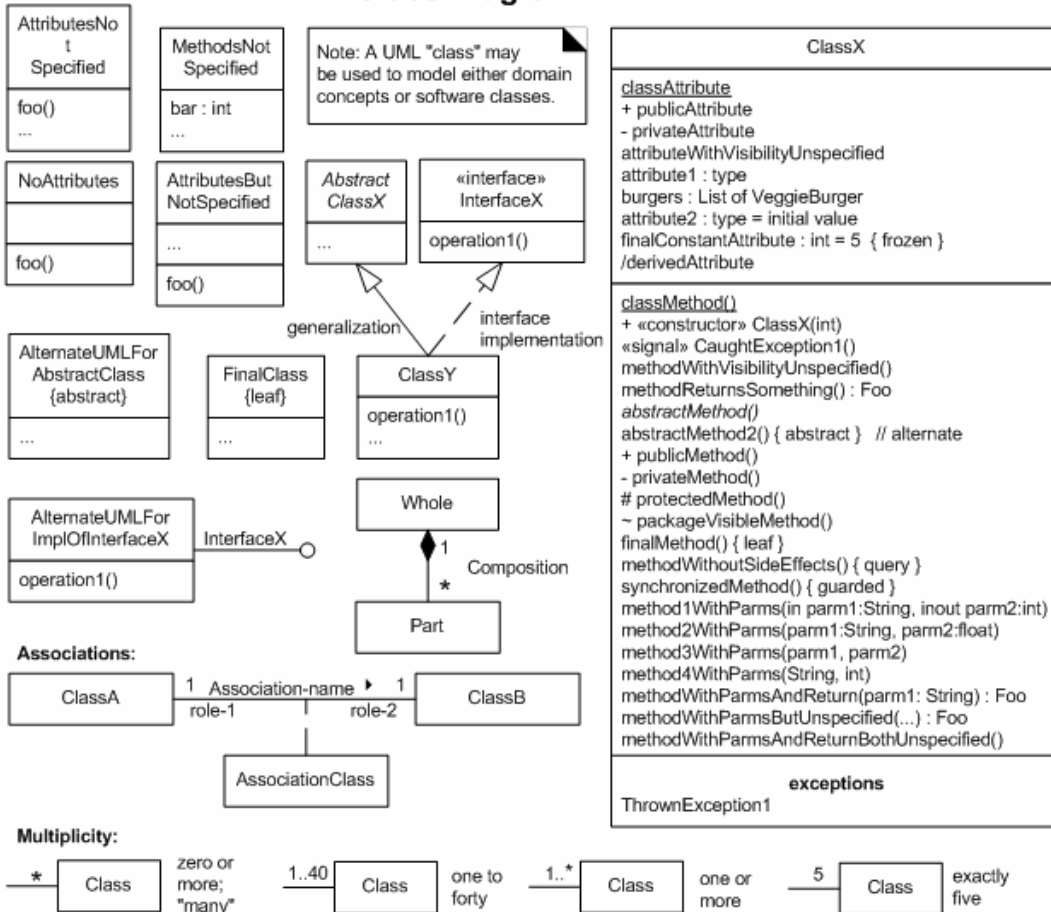 AttributesNo
t
Specified
foo()
...
MethodsNot
Specified
bar : int
...
Note: A UML "class" may
be used to model either domain
concepts or software classes.
NoAttributes
foo()
AttributesBut
NotSpecified
...
foo()
Abstract
ClassX
...
«interface»
InterfaceX
operation1()
generalization
interface
implementation
AlternateUMLFor
AbstractClass
{abstract}
...
FinalClass
{leaf}
...
ClassY
operation1()
...
AlternateUMLFor
ImplOfInterfaceX
operation1()
InterfaceX
Whole
1
Composition
*
Part
Associations:
ClassA
1 Association-name 1
role-1 role-2
ClassB
AssociationClass
ClassX
classAttribute
+ publicAttribute
- privateAttribute
attributeWithVisibilityUnspecified
attribute1 : type
burgers : List of VeggieBurger
attribute2 : type = initial value
finalConstantAttribute : int = 5 { frozen }
/derivedAttribute
classMethod()
+ «constructor» ClassX(int)
«signal» CaughtException1()
methodWithVisibilityUnspecified()
methodReturnsSomething() : Foo
abstractMethod()
abstractMethod2() { abstract } // alternate
+ publicMethod()
- privateMethod()
# protectedMethod()
~ packageVisibleMethod()
finalMethod() { leaf }
methodWithoutSideEffects() { query }
synchronizedMethod() { guarded }
method1WithParms(in parm1:String, inout parm2:int)
method2WithParms(parm1:String, parm2:float)
method3WithParms(parm1, parm2)
method4WithParms(String, int)
methodWithParmsAndReturn(parm1: String) : Foo
methodWithParmsButUnspecified(...) : Foo
methodWithParmsAndReturnBothUnspecified()
exceptions
ThrownException1
Multiplicity:
*
Class
zero or
more;
"many"
1..40
Class
one to
forty
1..*
Class
one or
more
5
Class
exactly
five